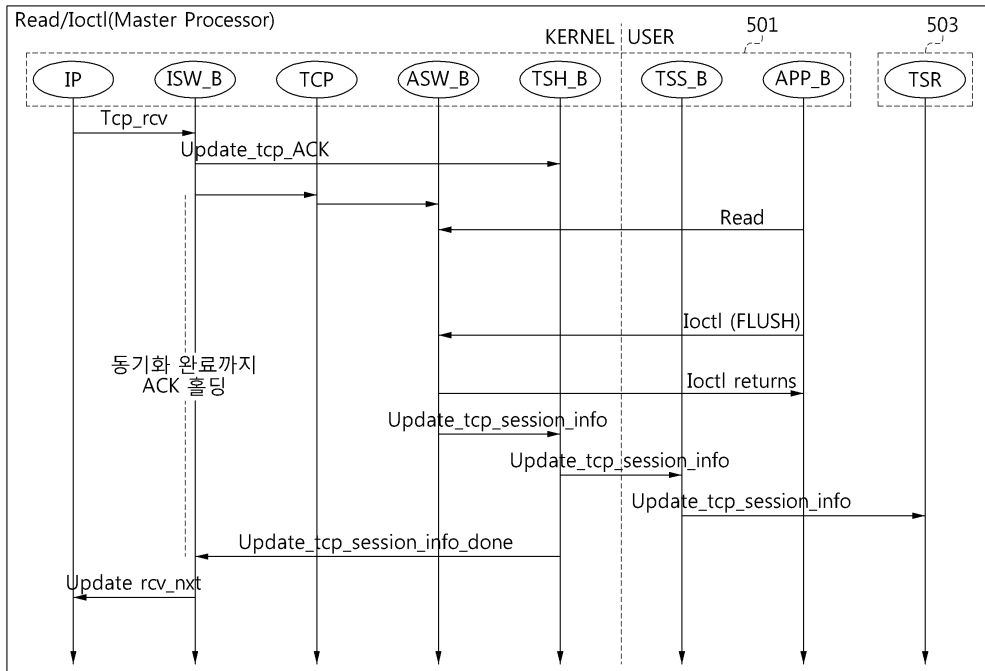 Read/Ioctl(Master Processor)
KERNEL USER
501
503
IP
ISW_B
TCP
ASW_B
TSH_B
TSS_B
APP_B
TSR
Tcp_rcv
Update_tcp_ACK
Read
Ioctl (FLUSH)
동기화 완료까지
ACK 홀딩
Ioctl returns
Update_tcp_session_info
Update_tcp_session_info
Update_tcp_session_info
Update_tcp_session_info_done
Update rcv_nxt